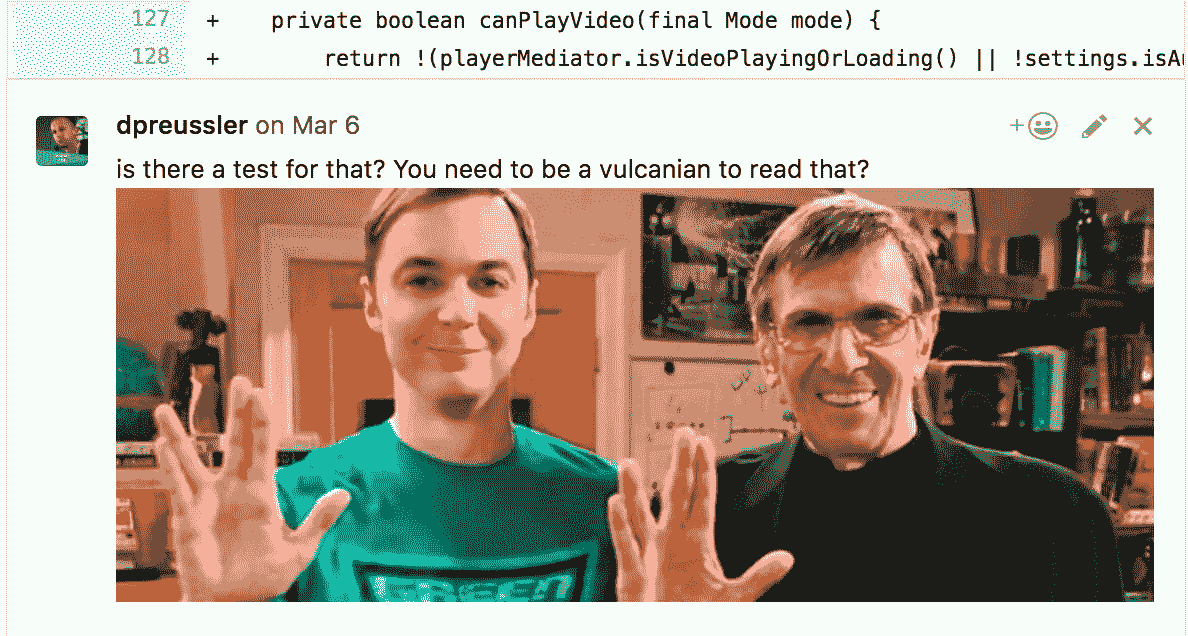 127 + private boolean canPlayVideo(final Mode mode) {
128 + return !(playerMediator.isVideoPlayingOrLoading() || !settings.isAu
dpreussler on Mar 6
is there a test for that? You need to be a vulcanian to read that?